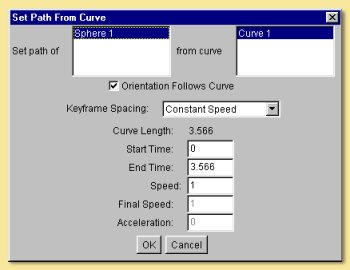 Set Path From Curve
Set path of Sphere 1 from curve Curve 1
Orientation Follows Curve
Keyframe Spacing: Constant Speed
Curve Length: 3.566
Start Time: 0
End Time: 3.566
Speed: 1
Final Speed: 1
Acceleration: 0
OK Cancel